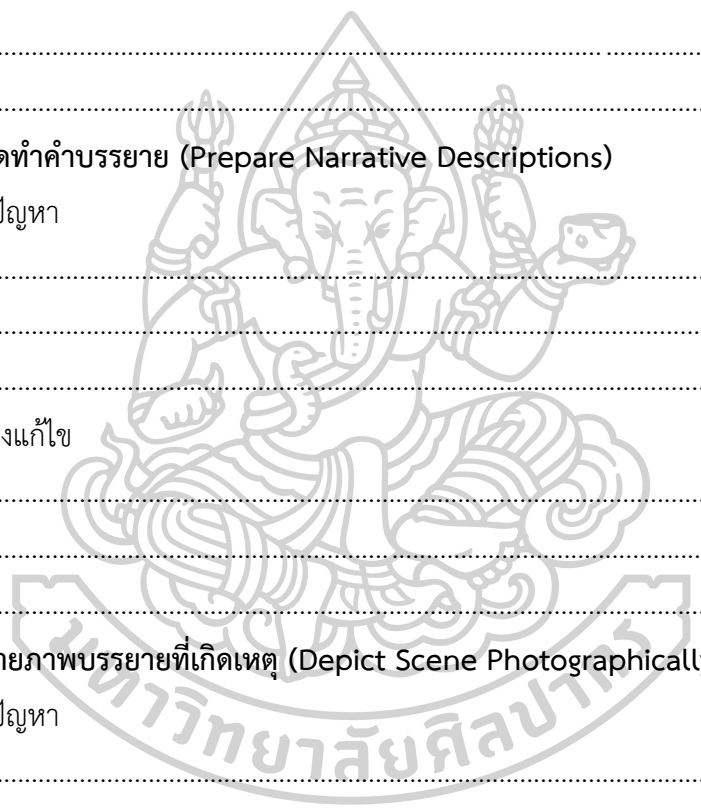 ดทำคำบรรยาย (Prepare Narrative Descriptions)
ปัญหา
งแก้ไข
ายภาพบรรยายที่เกิดเหตุ (Depict Scene Photographically
ปัญหา
มหาวิทยาลัยศิลปากร